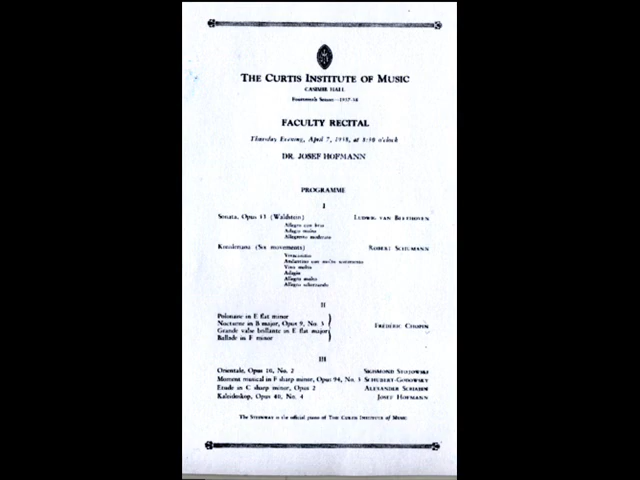 THE CURTIS INSTITUTE OF MUSIC
CASIMIR HALL
Fourteenth Season—1937-38
FACULTY RECITAL
Thursday Evening, April 7, 1938, at 8:30 o'clock
DR. JOSEF HOFMANN
PROGRAMME
I
Sonata, Opus 53 (Waldstein) LUDWIG VAN BEETHOVEN
Allegro con brio
Adagio molto
Allegretto moderato
Kreisleriana (Six movements) ROBERT SCHUMANN
Vivacissimo
Andantino con molto sentimento
Vivo molto
Adagio
Allegro molto
Allegro scherzando
II
Polonaise in E flat minor
Nocturne in B major, Opus 9, No. 3
Grande valse brillante in E flat major
Ballade in F minor
FRÉDÉRIC CHOPIN
III
Orientale, Opus 10, No. 2 SIGISMOND STOJOWSKI
Moment musical in F sharp minor, Opus 94, No. 3 SCHUBERT-GODOWSKY
Etude in C sharp minor, Opus 2 ALEXANDER SCRIABIN
Kaleidoskop, Opus 40, No. 4 JOSEF HOFMANN
The STEINWAY is the official piano of THE CURTIS INSTITUTE OF MUSIC